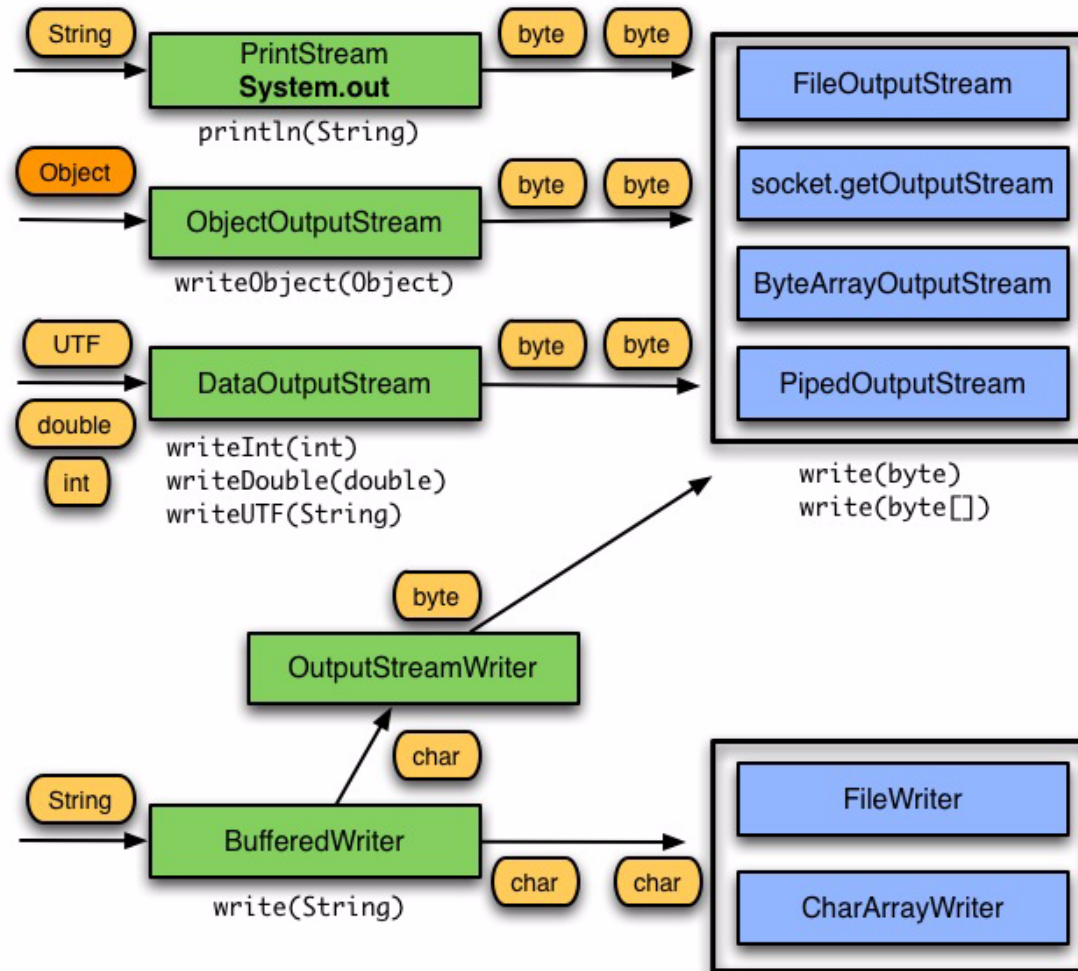 String
PrintStream
System.out
println(String)
byte
byte
FileOutputStream
Object
ObjectOutputStream
writeObject(Object)
byte
byte
socket.getOutputStream
ByteArrayOutputStream
UTF
double
int
DataOutputStream
writeInt(int)
writeDouble(double)
writeUTF(String)
byte
byte
PipedOutputStream
write(byte)
write(byte[])
byte
OutputStreamWriter
char
String
BufferedWriter
write(String)
char
char
FileWriter
CharArrayWriter